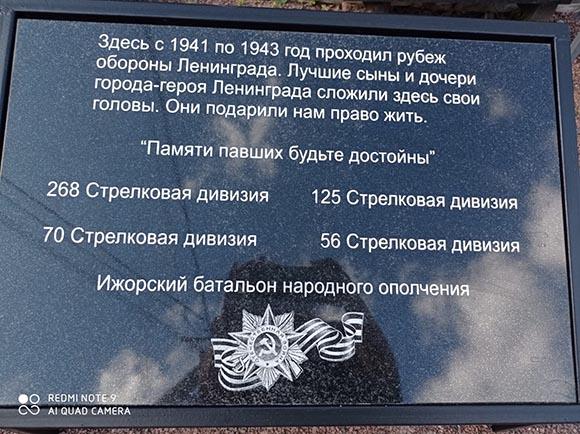 Здесь с 1941 по 1943 год проходил рубеж
обороны Ленинграда. Лучшие сыны и дочери
города-героя Ленинграда сложили здесь свои
головы. Они подарили нам право жить.
“Памяти павших будьте достойны”
268 Стрелковая дивизия 125 Стрелковая дивизия
70 Стрелковая дивизия 56 Стрелковая дивизия
Ижорский батальон народного ополчения
REDMI NOTE 9
AI QUAD CAMERA